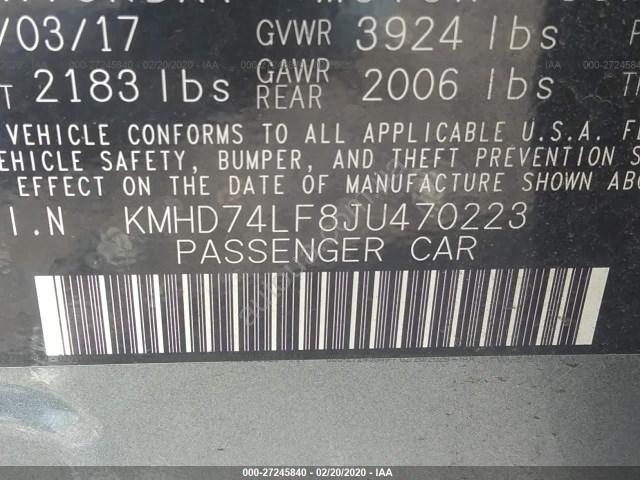 /03/17 GVWR 3924 lbs
T 2183 lbs GAWR REAR 2006 lbs
VEHICLE CONFORMS TO ALL APPLICABLE U.S.A. F
VEHICLE SAFETY, BUMPER, AND THEFT PREVENTION S
EFFECT ON THE DATE OF MANUFACTURE SHOWN ABO
I.N KMHD74LF8JU470223
PASSENGER CAR
000-27245840 - 02/20/2020 - IAA